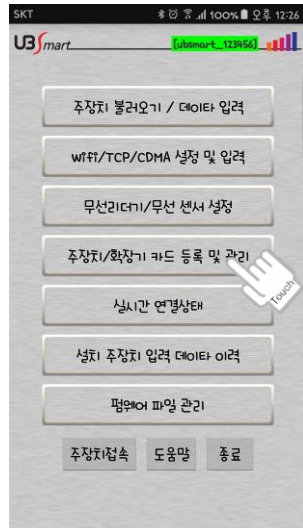 SKT 100% 오후 12:26
UBSmart [ubsmart_123456]
주장치 불러오기 / 데이타 입력
wifi/TCP/CDMA 설정 및 입력
무선리더기/무선 센서 설정
주장치/확장기 카드 등록 및 관리
실시간 연결상태
설치 주장치 입력 데이타 이력
펌웨어 파일 관리
주장치접속 도움말 종료
Touch